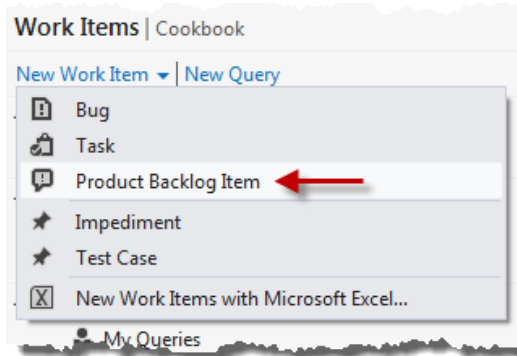 Work Items | Cookbook
New Work Item | New Query
Bug
Task
Product Backlog Item
Impediment
Test Case
New Work Items with Microsoft Excel...
My Queries